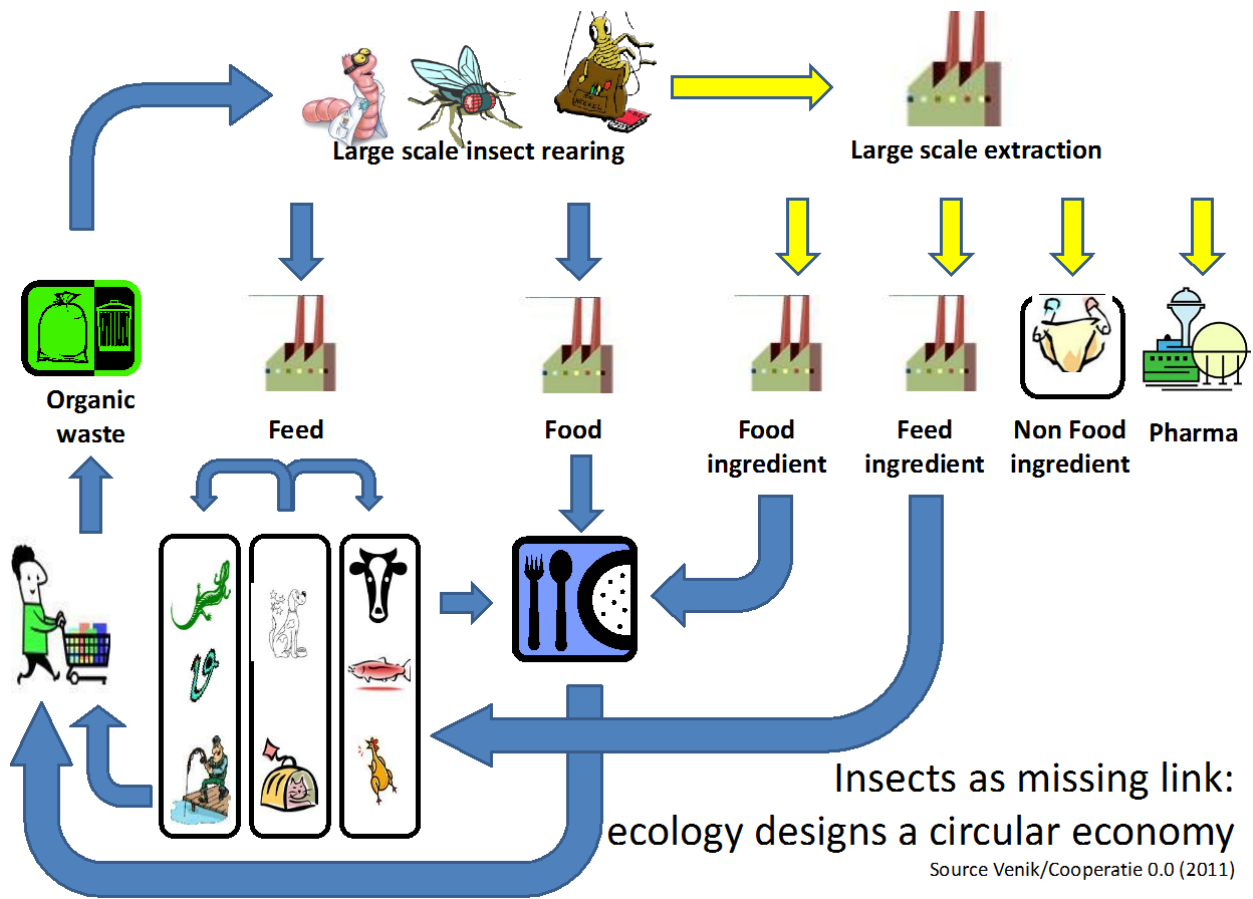 Large scale insect rearing
Large scale extraction
Organic
waste
Feed
Food
Food
ingredient
Feed
ingredient
Non Food
ingredient
Pharma
Insects as missing link:
ecology designs a circular economy
Source Venik/Cooperatie 0.0 (2011)